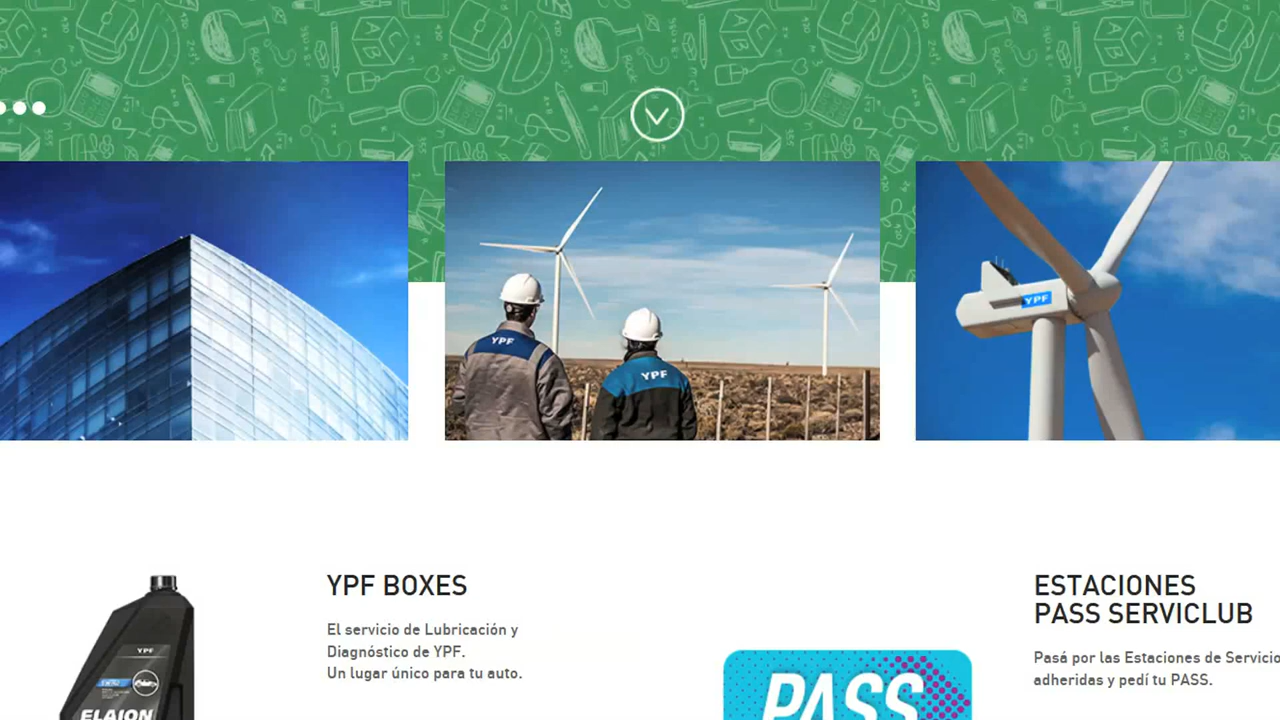 YPF
YPF
YPF
YPF BOXES
El servicio de Lubricación y
Diagnóstico de YPF.
Un lugar único para tu auto.
YPF
ELAION
PASS
ESTACIONES
PASS SERVICLUB
Pasá por las Estaciones de Servicio
adheridas y pedí tu PASS.